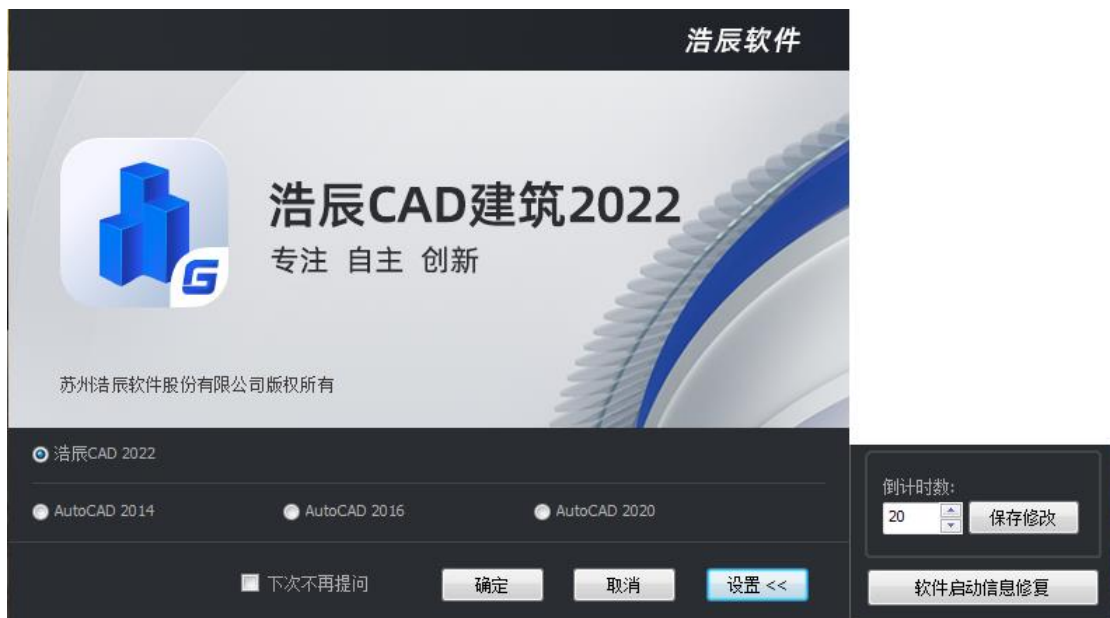 浩辰软件
浩辰CAD建筑2022
专注 自主 创新
苏州浩辰软件股份有限公司版权所有
浩辰CAD 2022
AutoCAD 2014 AutoCAD 2016 AutoCAD 2020
下次不再提问 确定 取消 设置 <<
倒计时数:
20 保存修改
软件启动信息修复